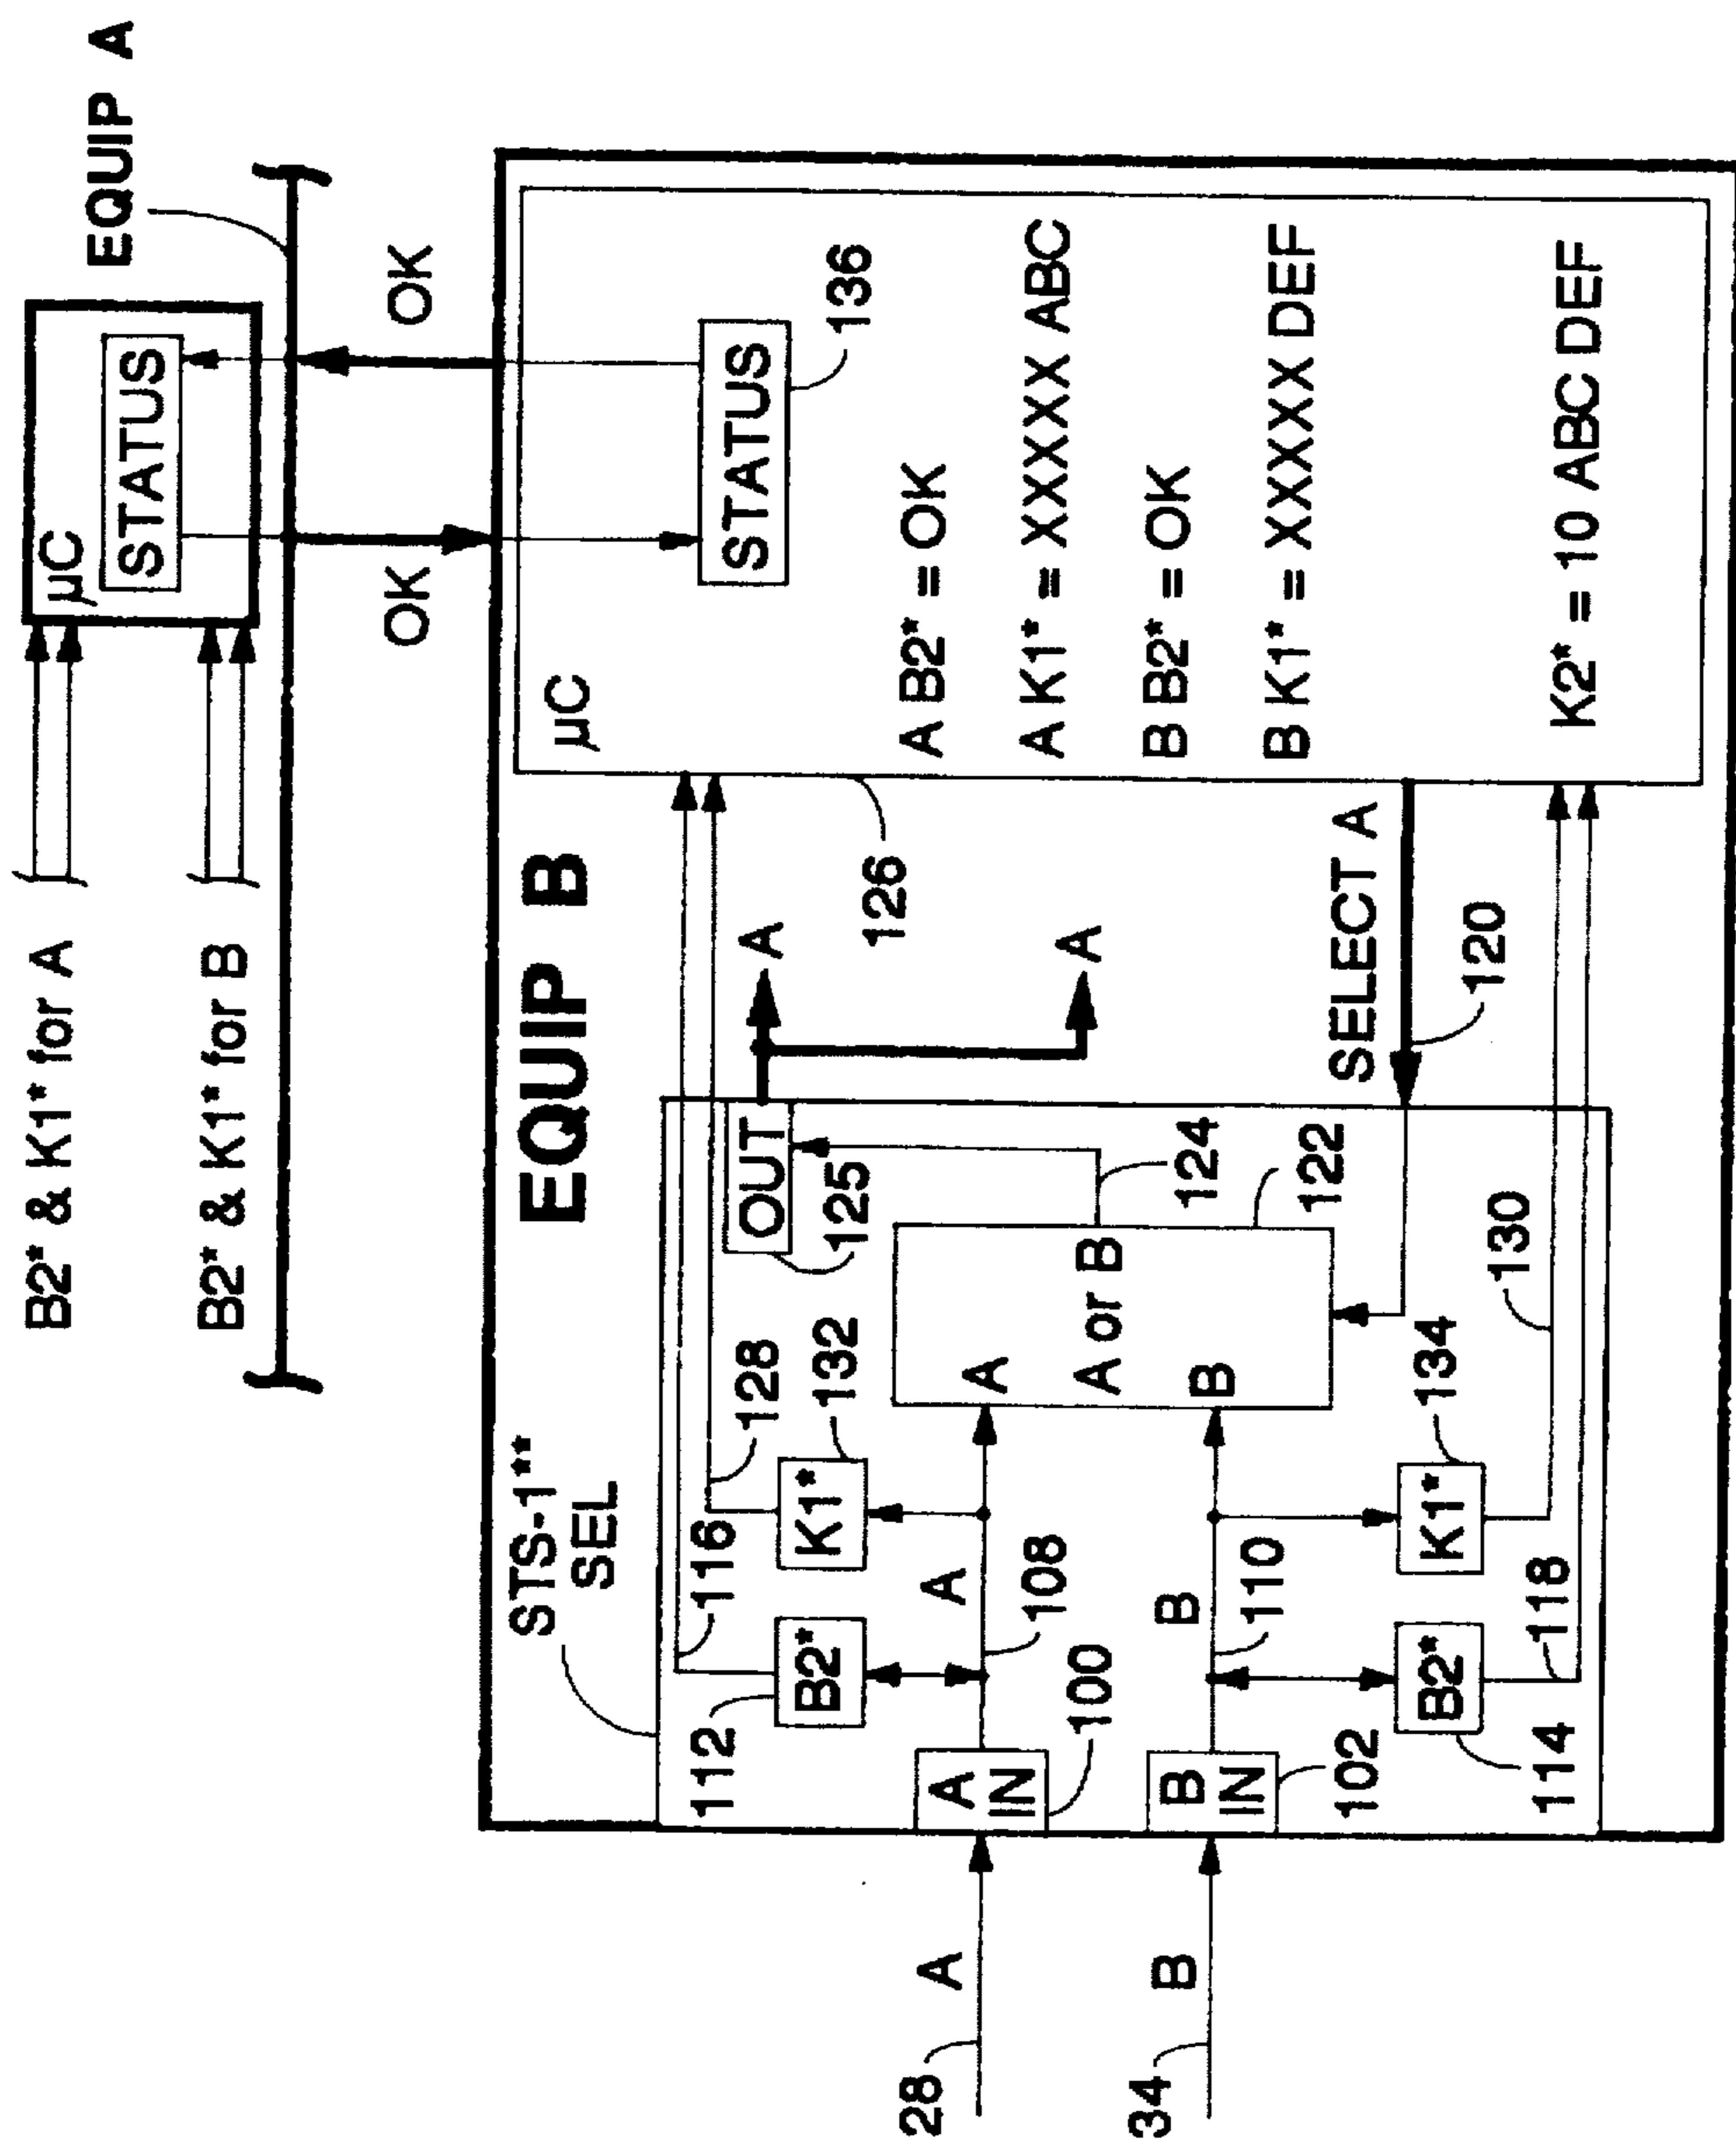 B2* & K1* for A
B2* & K1* for B
µC
STATUS
EQUIP A
OK
OK
EQUIP B
STS-1**
SEL
µC
STATUS
136
A B2* = OK
A K1* = XXXXX ABC
B B2* = OK
B K1* = XXXXX DEF
K2* = 10 ABC DEF
126
116
128
112
B2*
K1*
132
OUT
125
A
A
28
A
A
IN
100
A
108
A
A or B
B
124
122
34
B
B
IN
102
B
110
SELECT A
120
114
B2*
118
K1*
134
130